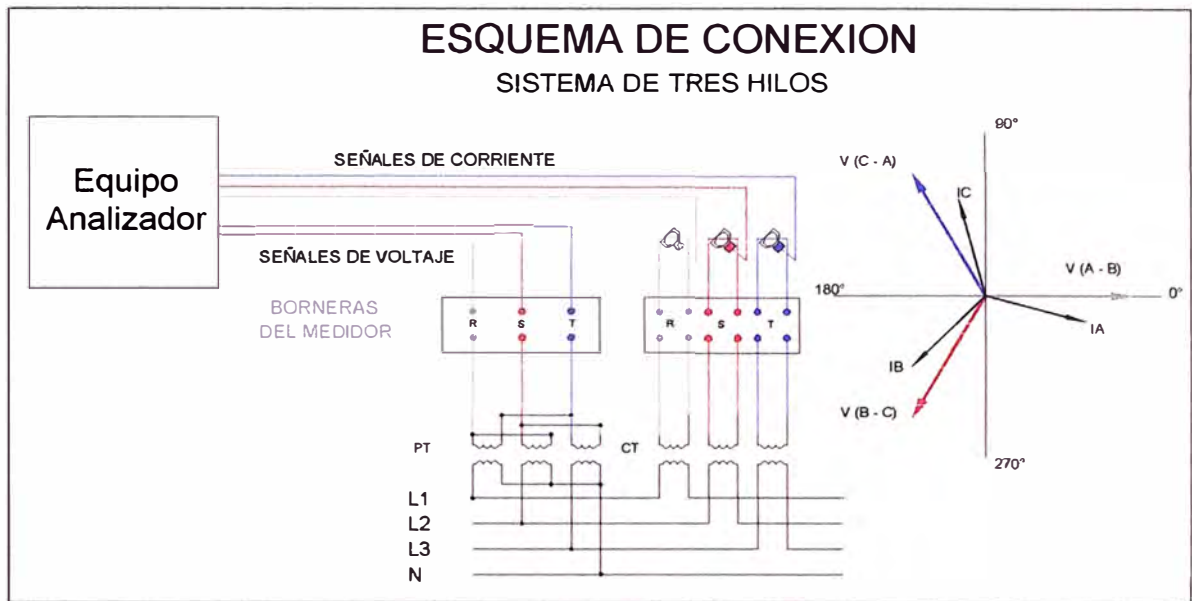 ESQUEMA DE CONEXION
SISTEMA DE TRES HILOS
Equipo
Analizador
SEÑALES DE CORRIENTE
SEÑALES DE VOLTAJE
BORNERAS
DEL MEDIDOR
R S T
R S T
PT
CT
L1
L2
L3
N
90°
V (C - A)
IC
V (A - B)
180°
0°
IA
IB
V (B - C)
270°